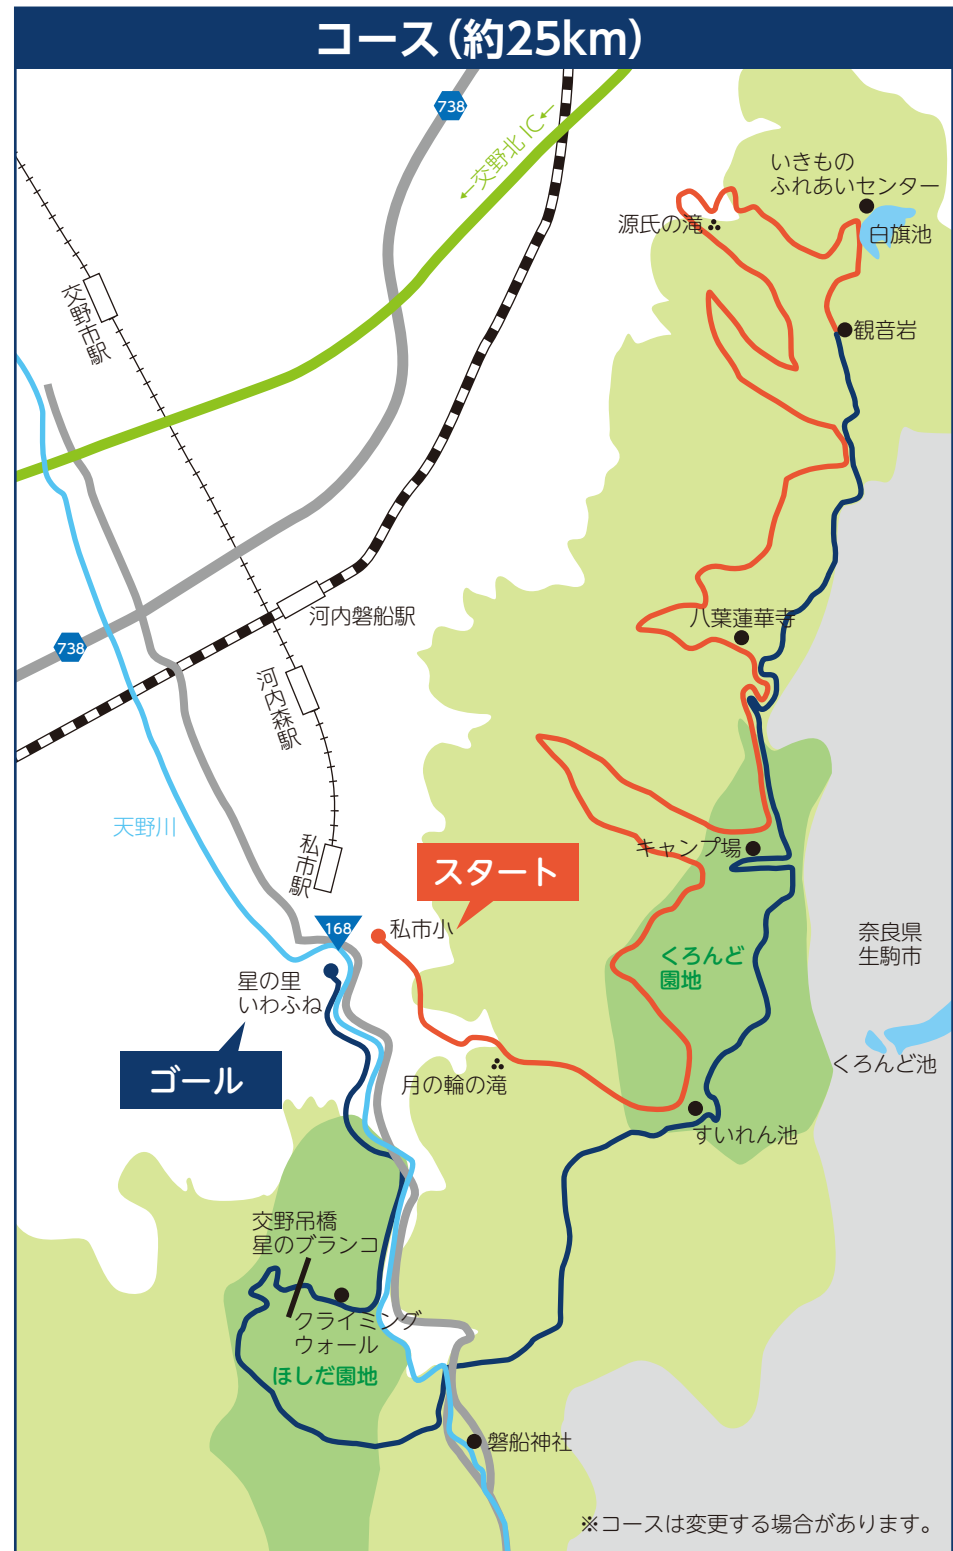 コース(約25km)
738
←交野北IC←
いきもの
ふれあいセンター
源氏の滝
白旗池
交野市駅
観音岩
河内磐船駅
八葉蓮華寺
738
河内森駅
天野川
私市駅
キャンプ場
スタート
168
私市小
奈良県
生駒市
くろんど
園地
星の里
いわふね
ゴール
くろんど池
月の輪の滝
すいれん池
交野吊橋
星のブランコ
クライミング
ウォール
ほしだ園地
磐船神社
※コースは変更する場合があります。